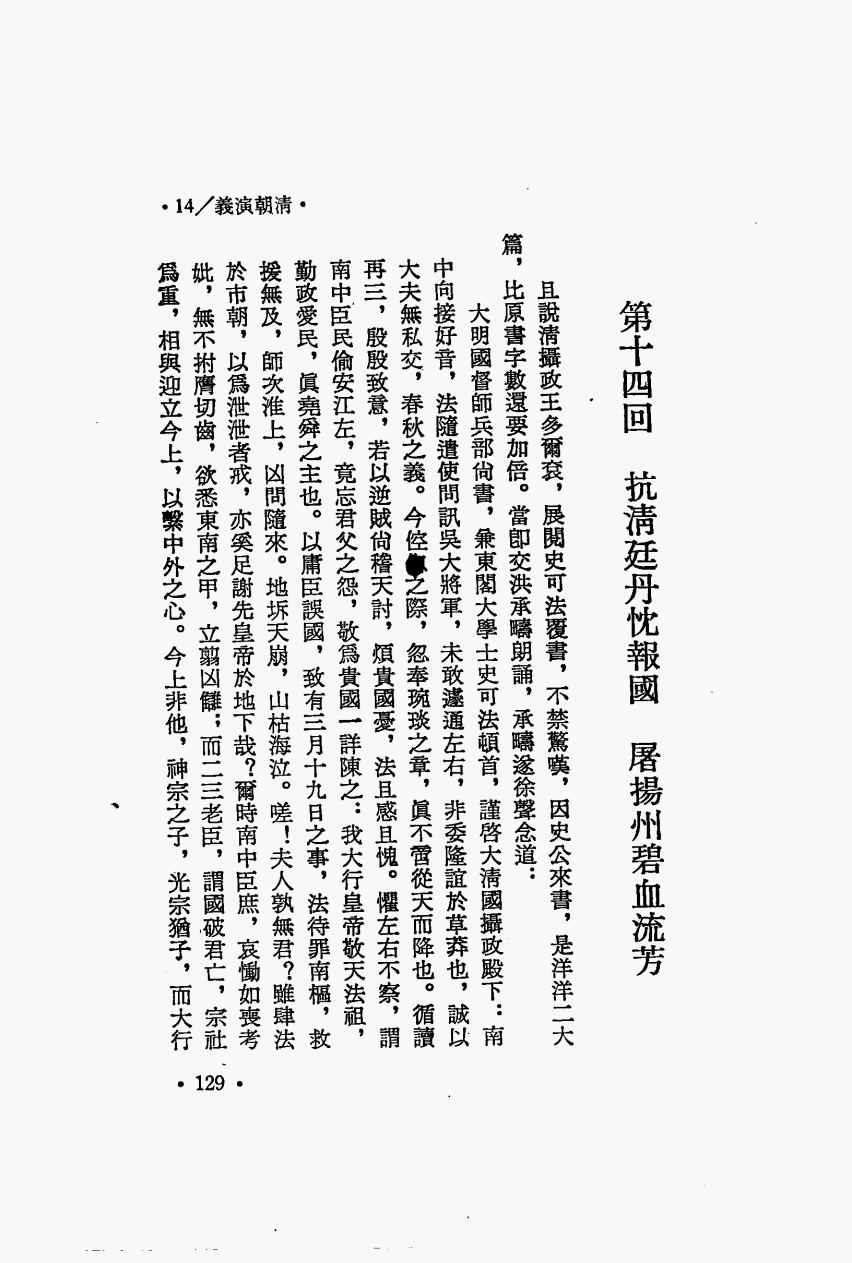 •14／義演朝清•
第十四回　抗清廷丹忱報國　屠揚州碧血流芳
且說清攝政王多爾袞，展閱史可法覆書，不禁驚嘆，因史公來書，是洋洋二大
篇，比原書字數還要加倍。當卽交洪承疇朗誦，承疇遂徐聲念道：
大明國督師兵部尙書，兼東閣大學士史可法頓首，謹啓大清國攝政殿下：南
中向接好音，法隨遣使問訊吳大將軍，未敢遽通左右，非委隆誼於草莽也，誠以
大夫無私交，春秋之義。今倥之際，忽奉琬琰之章，眞不啻從天而降也。循讀
再三，殷殷致意，若以逆賊尙稽天討，煩貴國憂，法且感且愧。懼左右不察，謂
南中臣民偷安江左，竟忘君父之怨，敬爲貴國一詳陳之：我大行皇帝敬天法祖，
勤政愛民，眞堯舜之主也。以庸臣誤國，致有三月十九日之事，法待罪南樞，救
援無及，師次淮上，凶問隨來。地坼天崩，山枯海泣。嗟！夫人孰無君？雖肆法
於市朝，以爲泄泄者戒，亦奚足謝先皇帝於地下哉？爾時南中臣庶，哀慟如喪考
妣，無不拊膺切齒，欲悉東南之甲，立翦凶讎；而二三老臣，謂國破君亡，宗社
爲重，相與迎立今上，以繫中外之心。今上非他，神宗之子，光宗猶子，而大行
•129•